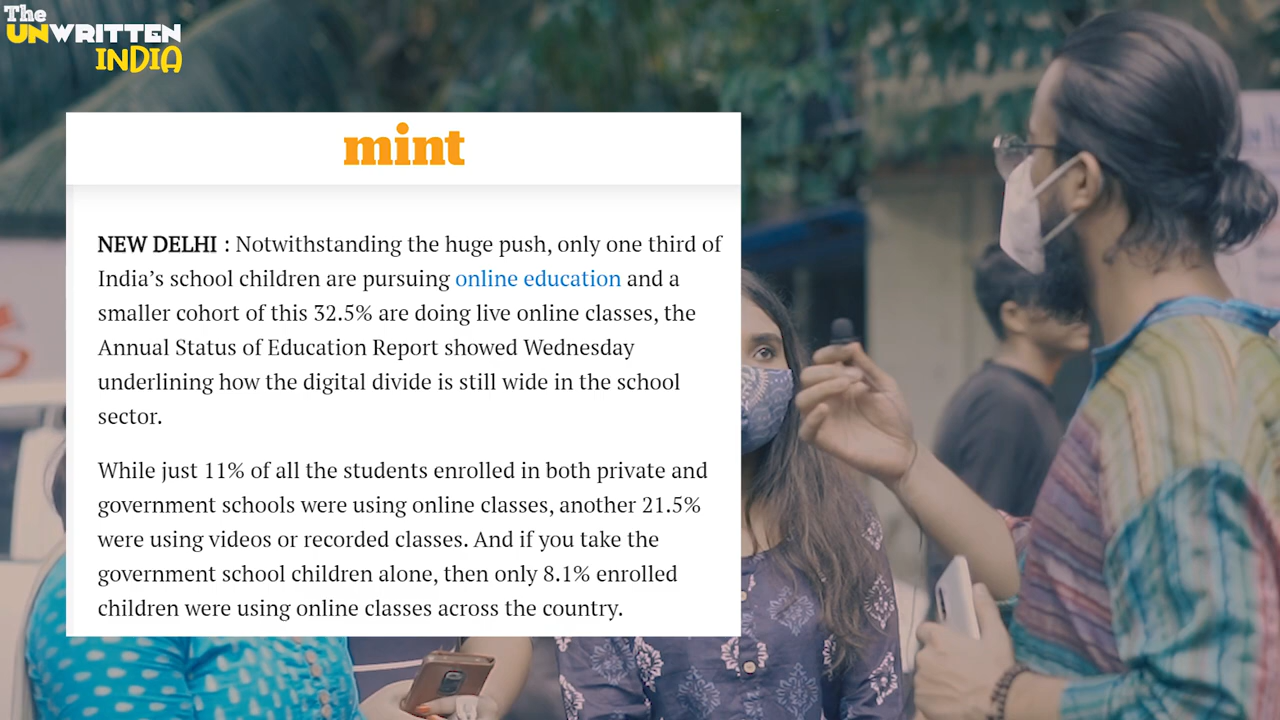 The
UNWRITTEN
INDIA
mint
NEW DELHI : Notwithstanding the huge push, only one third of
India’s school children are pursuing online education and a
smaller cohort of this 32.5% are doing live online classes, the
Annual Status of Education Report showed Wednesday
underlining how the digital divide is still wide in the school
sector.
While just 11% of all the students enrolled in both private and
government schools were using online classes, another 21.5%
were using videos or recorded classes. And if you take the
government school children alone, then only 8.1% enrolled
children were using online classes across the country.